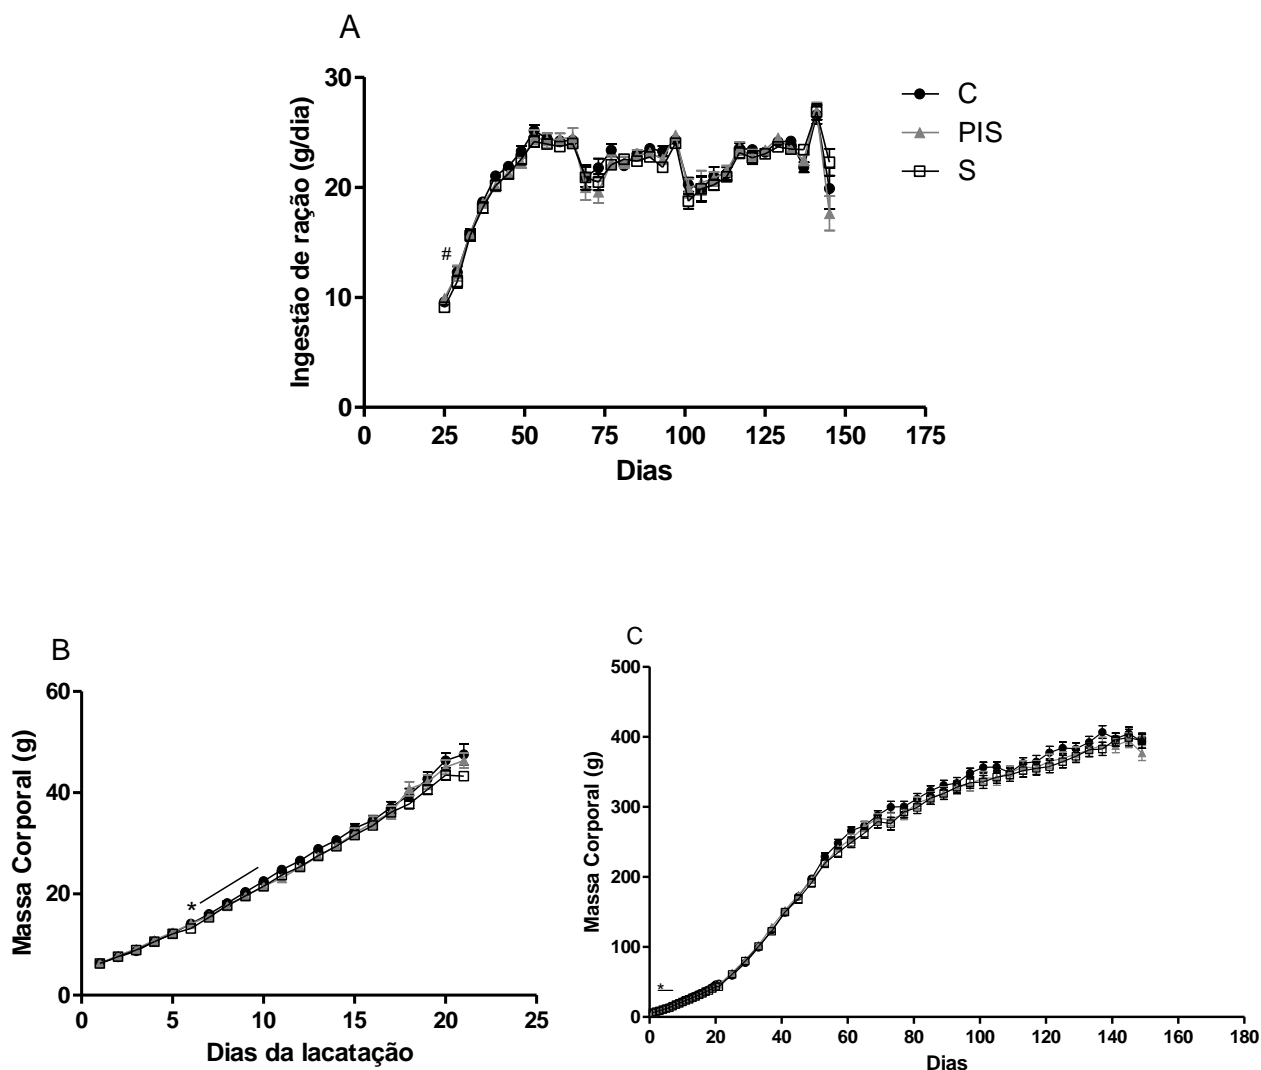 A
C
PIS
S
Ingestão de ração (g/dia)
30
20
10
0
#
0 25 50 75 100 125 150 175
Dias
B
Massa Corporal (g)
60
40
20
0
*
0 5 10 15 20 25
Dias da lacatação
C
Massa Corporal (g)
500
400
300
200
100
0
*
0 20 40 60 80 100 120 140 160 180
Dias